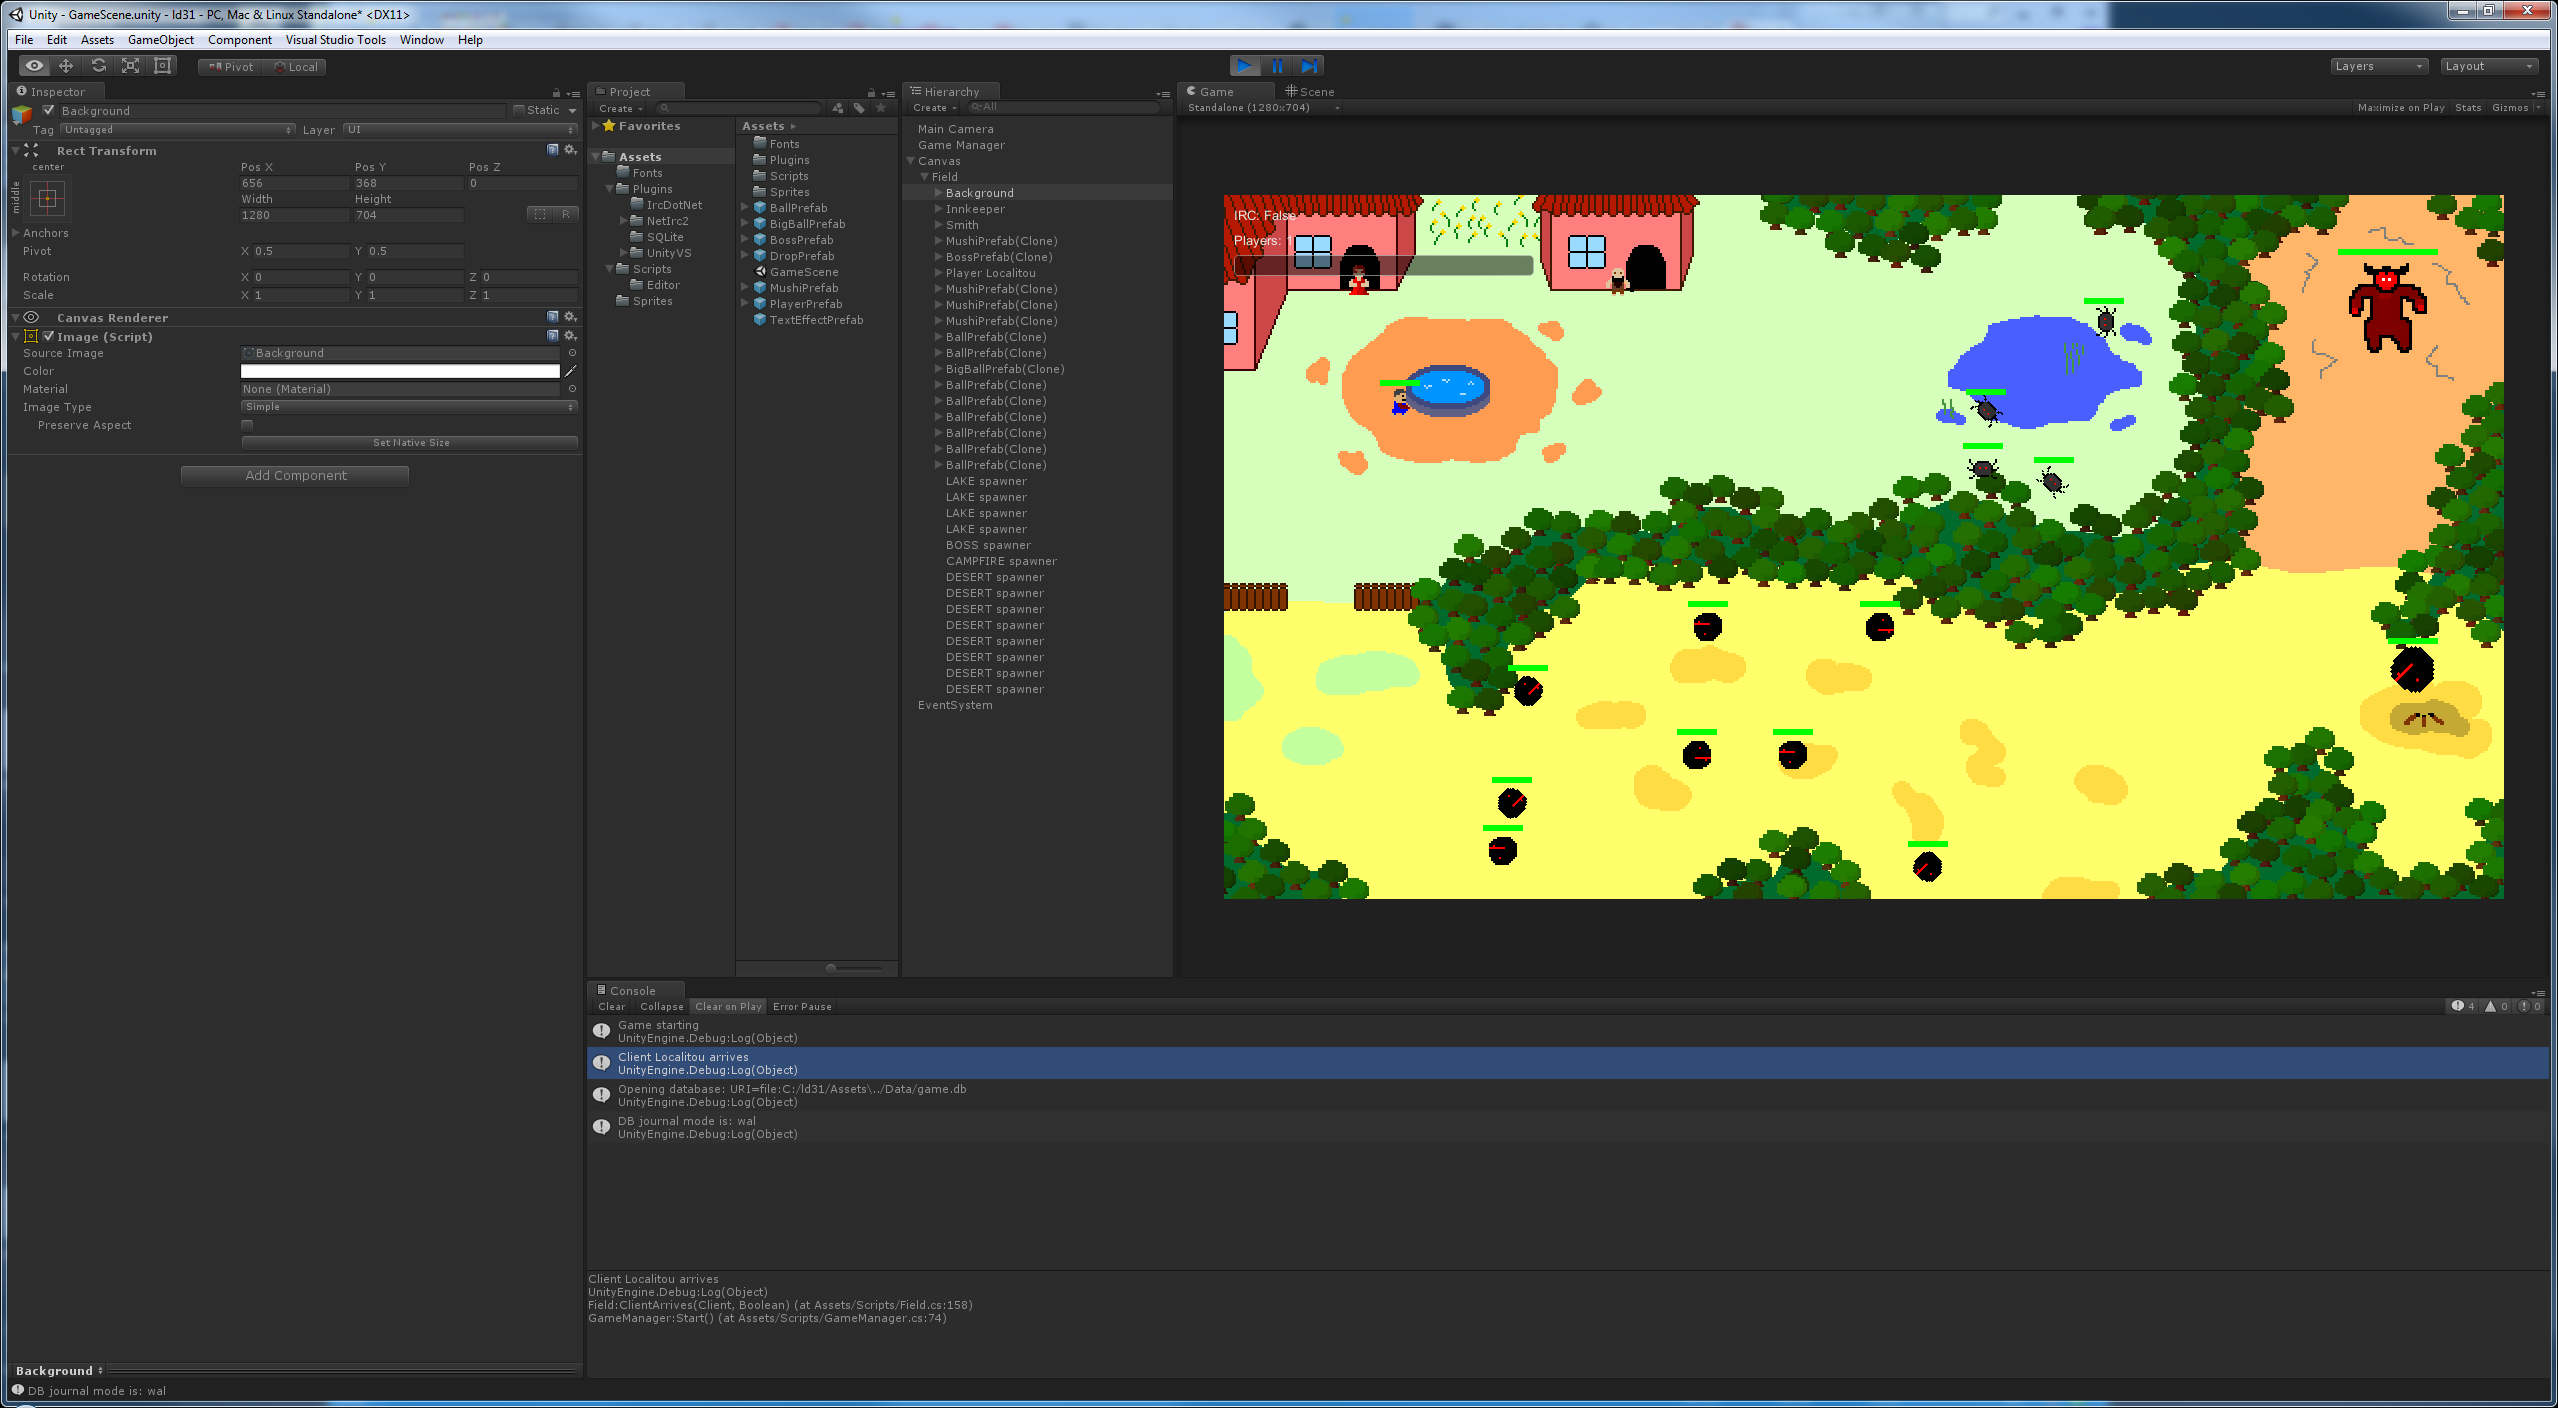 Unity - GameScene.unity - ld31 - PC, Mac & Linux Standalone* <DX11>
File Edit Assets GameObject Component Visual Studio Tools Window Help
Pivot Local
Layers Layout
Inspector
Background Static
Tag Untagged Layer UI
Rect Transform
center
middle
Pos X Pos Y Pos Z
656 368 0
Width Height
1280 704
R
Anchors
Pivot X 0.5 Y 0.5
Rotation X 0 Y 0 Z 0
Scale X 1 Y 1 Z 1
Canvas Renderer
Image (Script)
Source Image Background
Color
Material None (Material)
Image Type Simple
Preserve Aspect
Set Native Size
Add Component
Background
DB journal mode is: wal
Project
Create
Favorites
Assets
Fonts
Plugins
IrcDotNet
NetIrc2
SQLite
UnityVS
Scripts
Editor
Sprites
Assets
Fonts
Plugins
Scripts
Sprites
BallPrefab
BigBallPrefab
BossPrefab
DropPrefab
GameScene
MushiPrefab
PlayerPrefab
TextEffectPrefab
Hierarchy
Create All
Main Camera
Game Manager
Canvas
Field
Background
Innkeeper
Smith
MushiPrefab(Clone)
BossPrefab(Clone)
Player Localitou
MushiPrefab(Clone)
MushiPrefab(Clone)
MushiPrefab(Clone)
BallPrefab(Clone)
BallPrefab(Clone)
BigBallPrefab(Clone)
BallPrefab(Clone)
BallPrefab(Clone)
BallPrefab(Clone)
BallPrefab(Clone)
BallPrefab(Clone)
BallPrefab(Clone)
LAKE spawner
LAKE spawner
LAKE spawner
LAKE spawner
BOSS spawner
CAMPFIRE spawner
DESERT spawner
DESERT spawner
DESERT spawner
DESERT spawner
DESERT spawner
DESERT spawner
DESERT spawner
DESERT spawner
EventSystem
Game Scene
Standalone (1280x704) Maximize on Play Stats Gizmos
IRC: False
Players: 1
Console
Clear Collapse Clear on Play Error Pause 4 0 0
Game starting
UnityEngine.Debug:Log(Object)
Client Localitou arrives
UnityEngine.Debug:Log(Object)
Opening database: URI=file:C:/ld31/Assets\../Data/game.db
UnityEngine.Debug:Log(Object)
DB journal mode is: wal
UnityEngine.Debug:Log(Object)
Client Localitou arrives
UnityEngine.Debug:Log(Object)
Field:ClientArrives(Client, Boolean) (at Assets/Scripts/Field.cs:158)
GameManager:Start() (at Assets/Scripts/GameManager.cs:74)